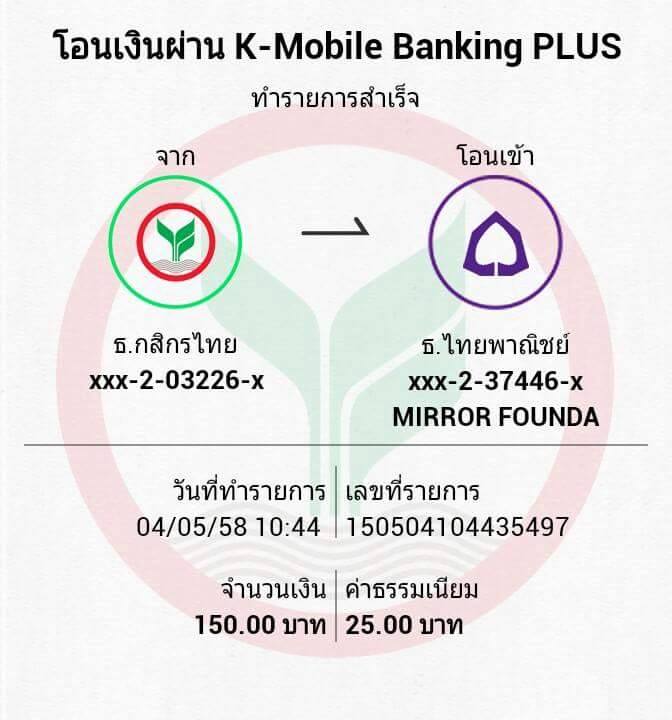 โอนเงินผ่าน K-Mobile Banking PLUS
ทำรายการสำเร็จ
จาก
โอนเข้า
ธ.กสิกรไทย
xxx-2-03226-x
ธ.ไทยพาณิชย์
xxx-2-37446-x
MIRROR FOUNDA
วันที่ทำรายการ
04/05/58 10:44
เลขที่รายการ
150504104435497
จำนวนเงิน
150.00 บาท
ค่าธรรมเนียม
25.00 บาท